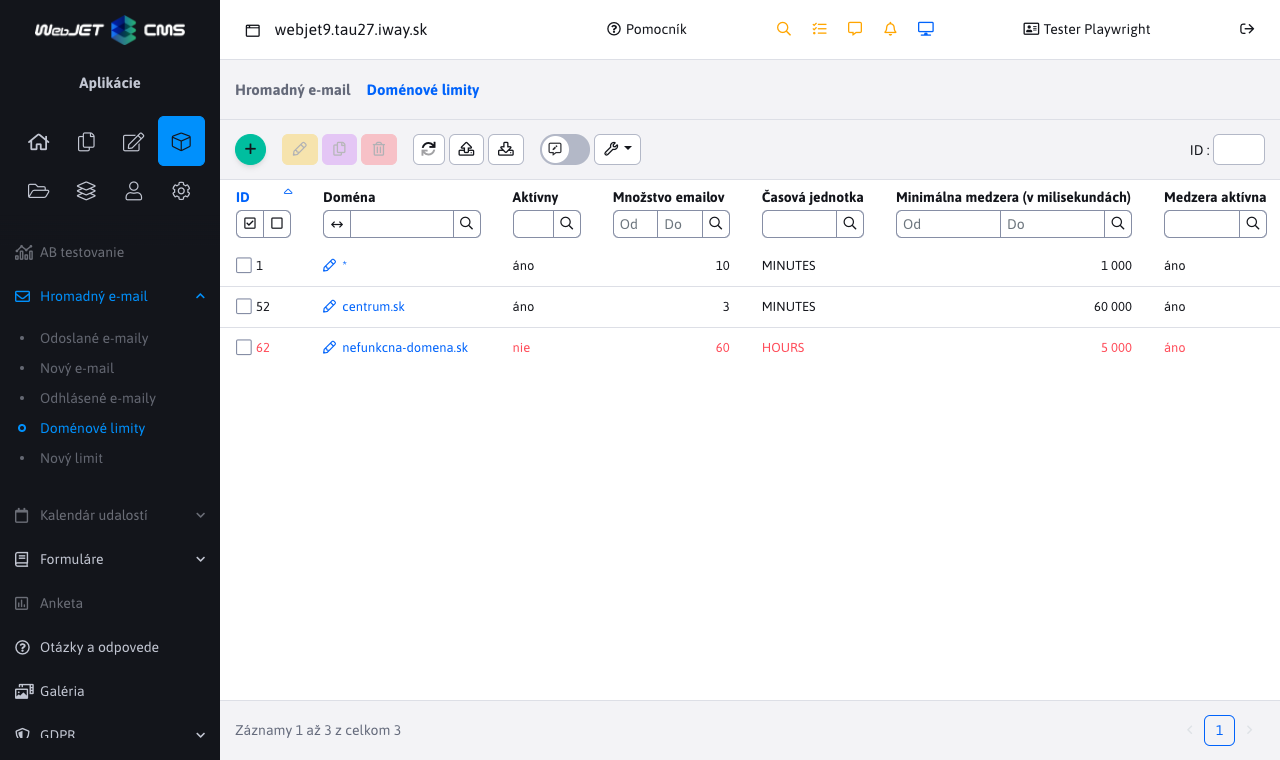 WebJET CMS
Aplikácie
AB testovanie
Hromadný e-mail
Odoslané e-maily
Nový e-mail
Odhlásené e-maily
Doménové limity
Nový limit
Kalendár udalostí
Formuláre
Anketa
Otázky a odpovede
Galéria
GDPR
webjet9.tau27.iway.sk
Pomocník
Tester Playwright
Hromadný e-mail Doménové limity
ID :
ID Doména Aktívny Množstvo emailov Časová jednotka Minimálna medzera (v milisekundách) Medzera aktívna
Od Do Od Do
1 * áno 10 MINUTES 1 000 áno
52 centrum.sk áno 3 MINUTES 60 000 áno
62 nefunkcna-domena.sk nie 60 HOURS 5 000 áno
Záznamy 1 až 3 z celkom 3
1